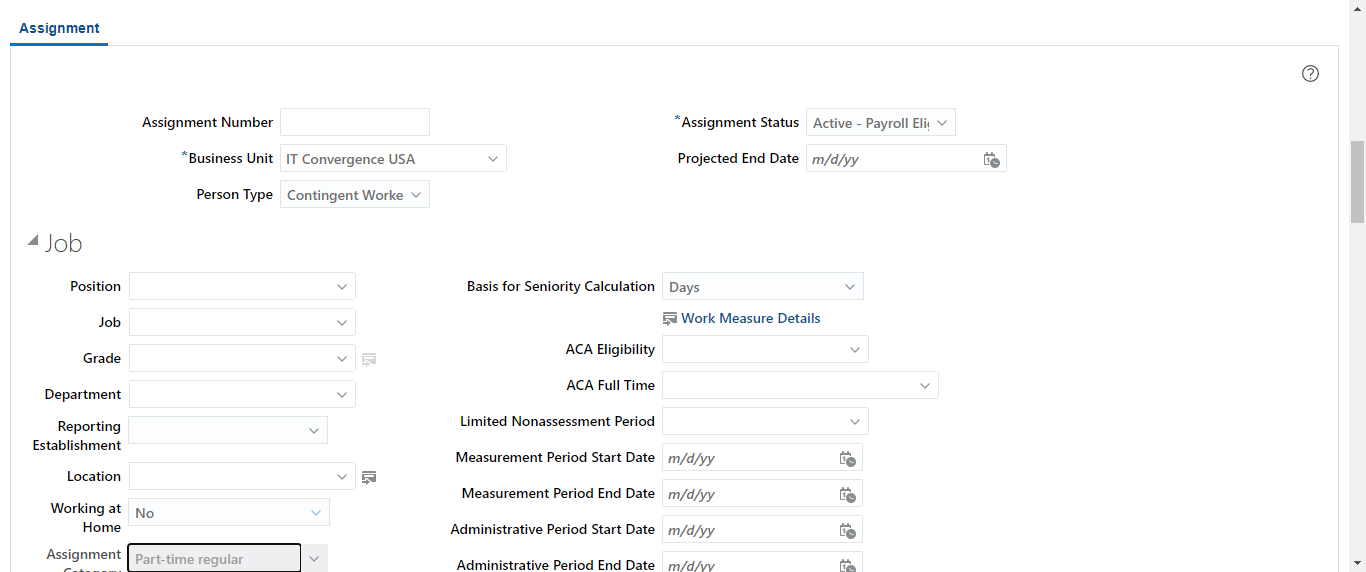 Assignment
Assignment Number
*Assignment Status Active - Payroll Eli
*Business Unit IT Convergence USA
Projected End Date m/d/yy
Person Type Contingent Worke
Job
Position
Basis for Seniority Calculation Days
Job
Work Measure Details
Grade
ACA Eligibility
Department
ACA Full Time
Reporting
Establishment
Limited Nonassessment Period
Location
Measurement Period Start Date m/d/yy
Working at
Home
No
Measurement Period End Date m/d/yy
Administrative Period Start Date m/d/yy
Assignment
Category
Part-time regular
Administrative Period End Date m/d/yy